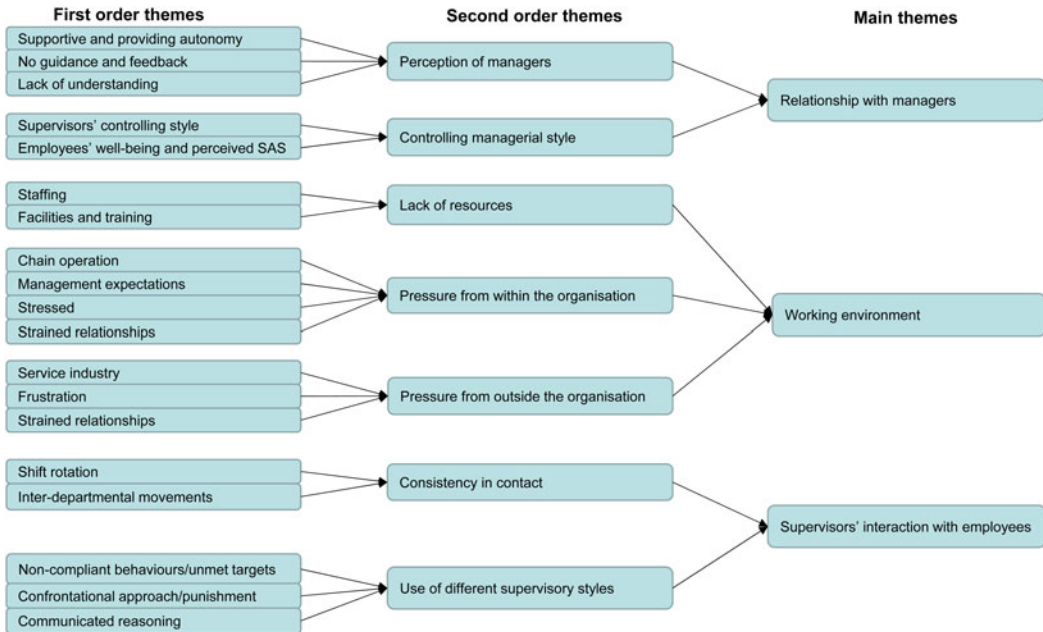 First order themes
Second order themes
Main themes
Supportive and providing autonomy
No guidance and feedback
Lack of understanding
Perception of managers
Supervisors’ controlling style
Employees’ well-being and perceived SAS
Controlling managerial style
Relationship with managers
Staffing
Facilities and training
Lack of resources
Chain operation
Management expectations
Stressed
Strained relationships
Pressure from within the organisation
Service industry
Frustration
Strained relationships
Pressure from outside the organisation
Working environment
Shift rotation
Inter-departmental movements
Consistency in contact
Non-compliant behaviours/unmet targets
Confrontational approach/punishment
Communicated reasoning
Use of different supervisory styles
Supervisors’ interaction with employees